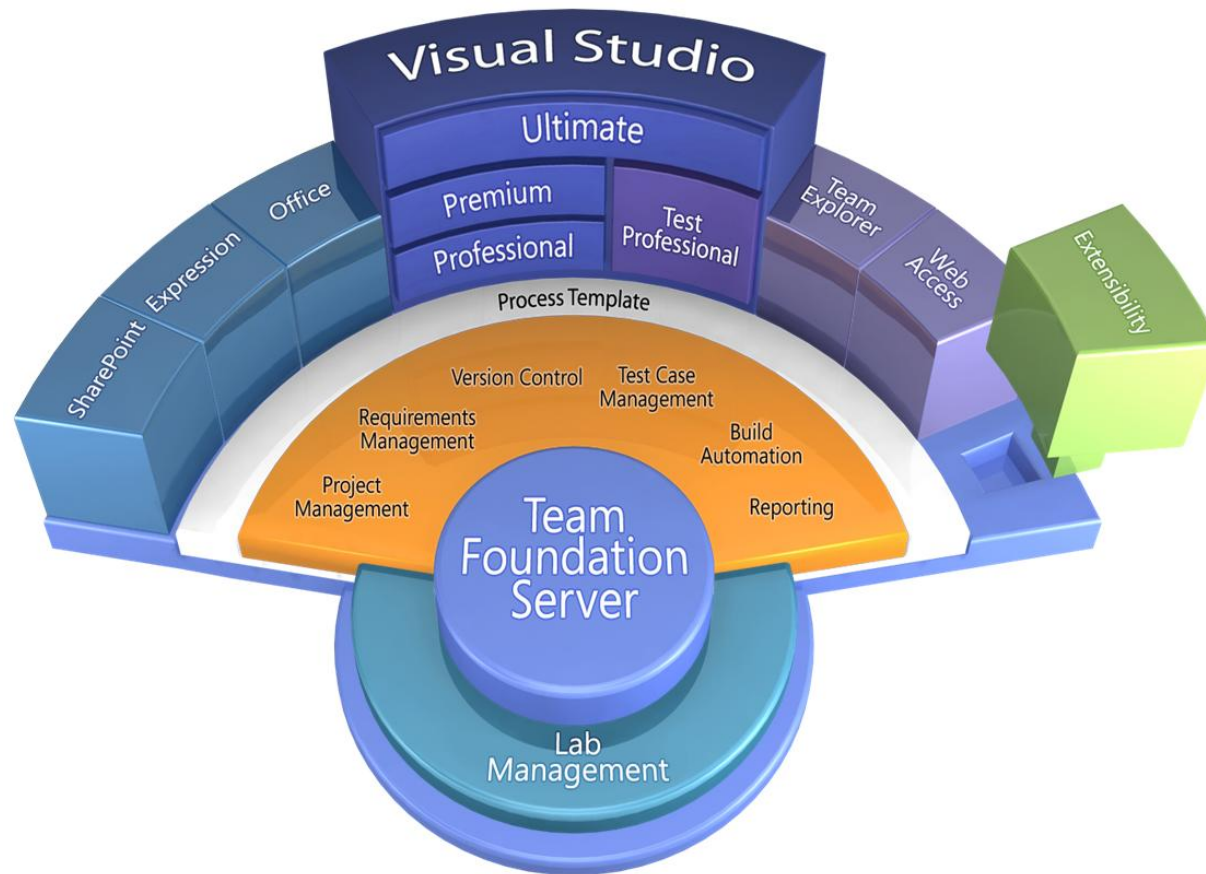 Visual Studio
Ultimate
Premium
Professional
Test
Professional
Office
Expression
SharePoint
Team
Explorer
Web
Access
Extensibility
Process Template
Version Control
Test Case
Management
Requirements
Management
Build
Automation
Project
Management
Reporting
Team
Foundation
Server
Lab
Management